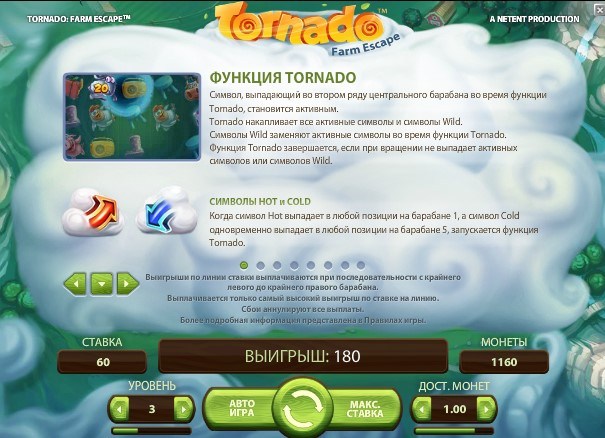 TORNADO: FARM ESCAPE™
Tornado™
Farm Escape
A NETENT PRODUCTION
20
ФУНКЦИЯ TORNADO
Символ, выпадающий во втором ряду центрального барабана во время функции
Tornado, становится активным.
Tornado накапливает все активные символы и символы Wild.
Символы Wild заменяют активные символы во время функции Tornado.
Функция Tornado завершается, если при вращении не выпадает активных
символов или символов Wild.
СИМВОЛЫ HOT и COLD
Когда символ Hot выпадает в любой позиции на барабане 1, а символ Cold
одновременно выпадает в любой позиции на барабане 5, запускается функция
Tornado.
Выигрыши по линии ставки выплачиваются при последовательности с крайнего
левого до крайнего правого барабана.
Выплачивается только самый высокий выигрыш по ставке на линию.
Сбои аннулируют все выплаты.
Более подробная информация представлена в Правилах игры.
СТАВКА
60
ВЫИГРЫШ: 180
МОНЕТЫ
1160
УРОВЕНЬ
3
АВТО
ИГРА
МАКС.
СТАВКА
ДОСТ. МОНЕТ
1.00